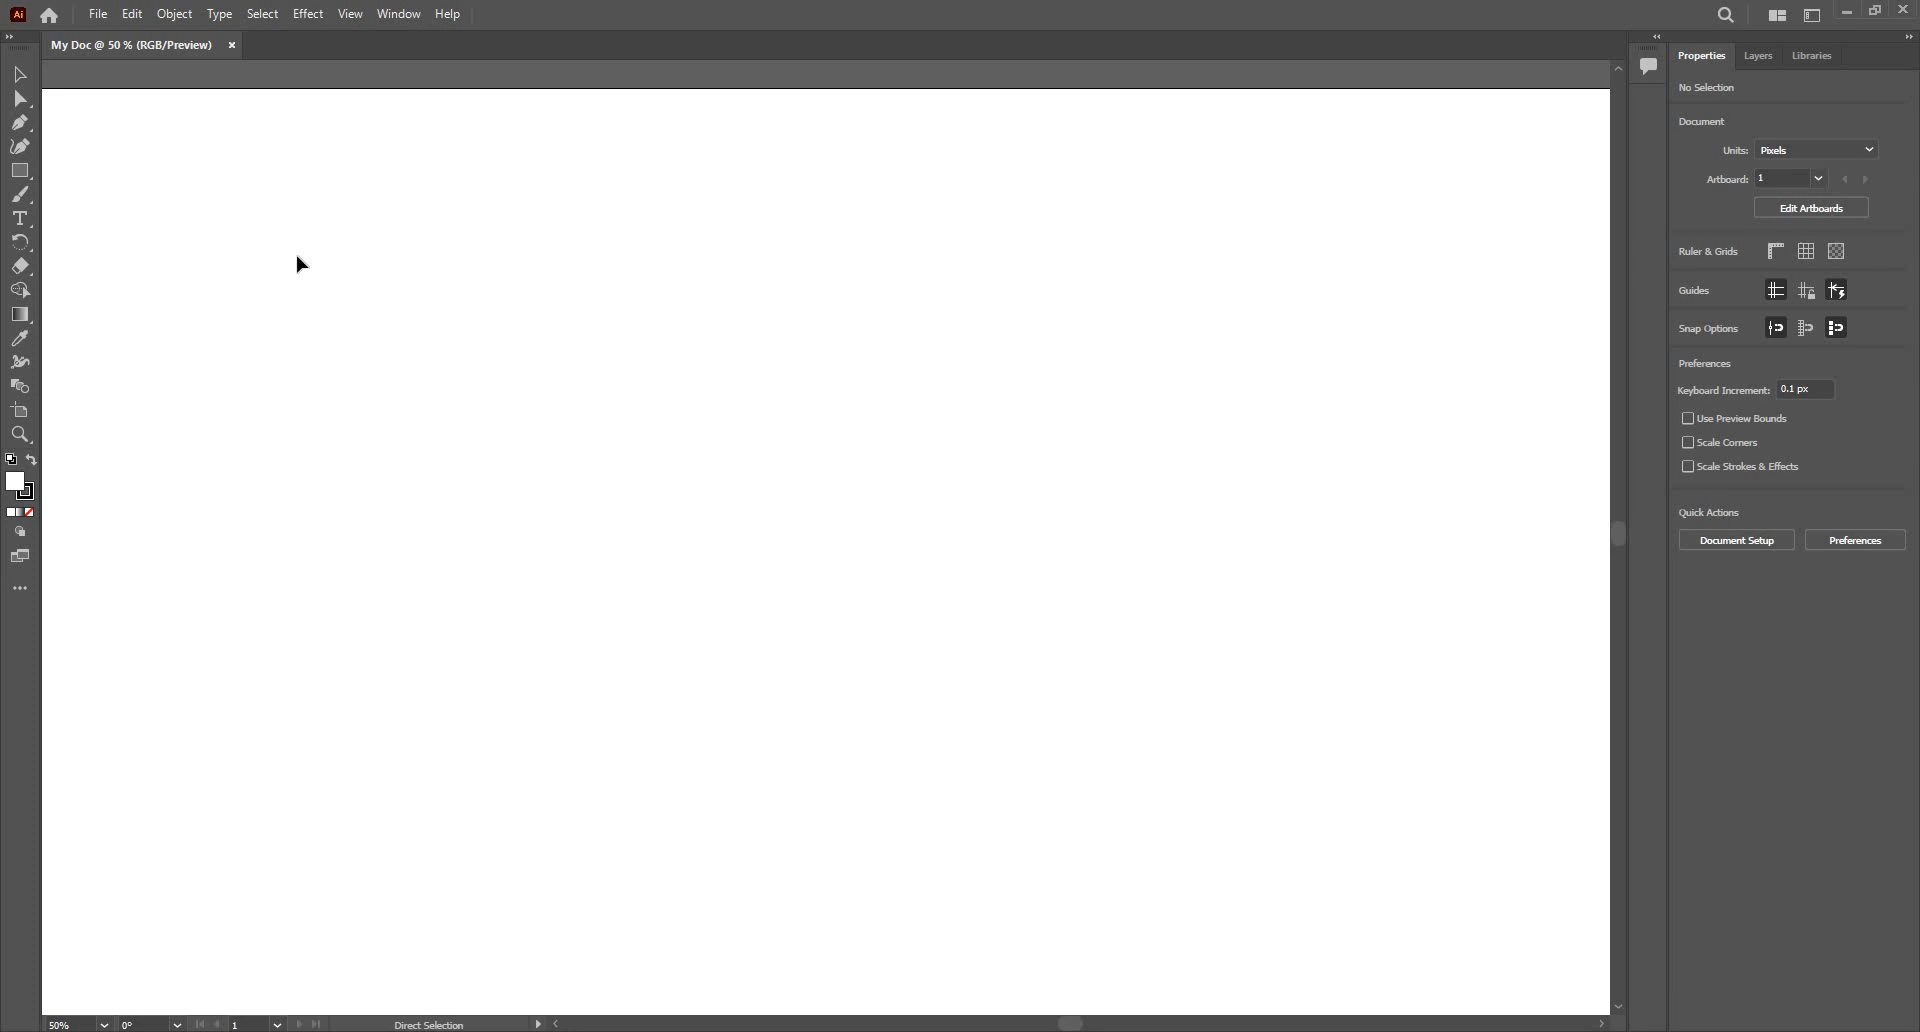 Ai File Edit Object Type Select Effect View Window Help
My Doc @ 50 % (RGB/Preview)
Properties Layers Libraries
No Selection
Document
Units: Pixels
Artboard: 1
Edit Artboards
Ruler & Grids
Guides
Snap Options
Preferences
Keyboard Increment: 0.1 px
Use Preview Bounds
Scale Corners
Scale Strokes & Effects
Quick Actions
Document Setup Preferences
50% 0° 1 Direct Selection